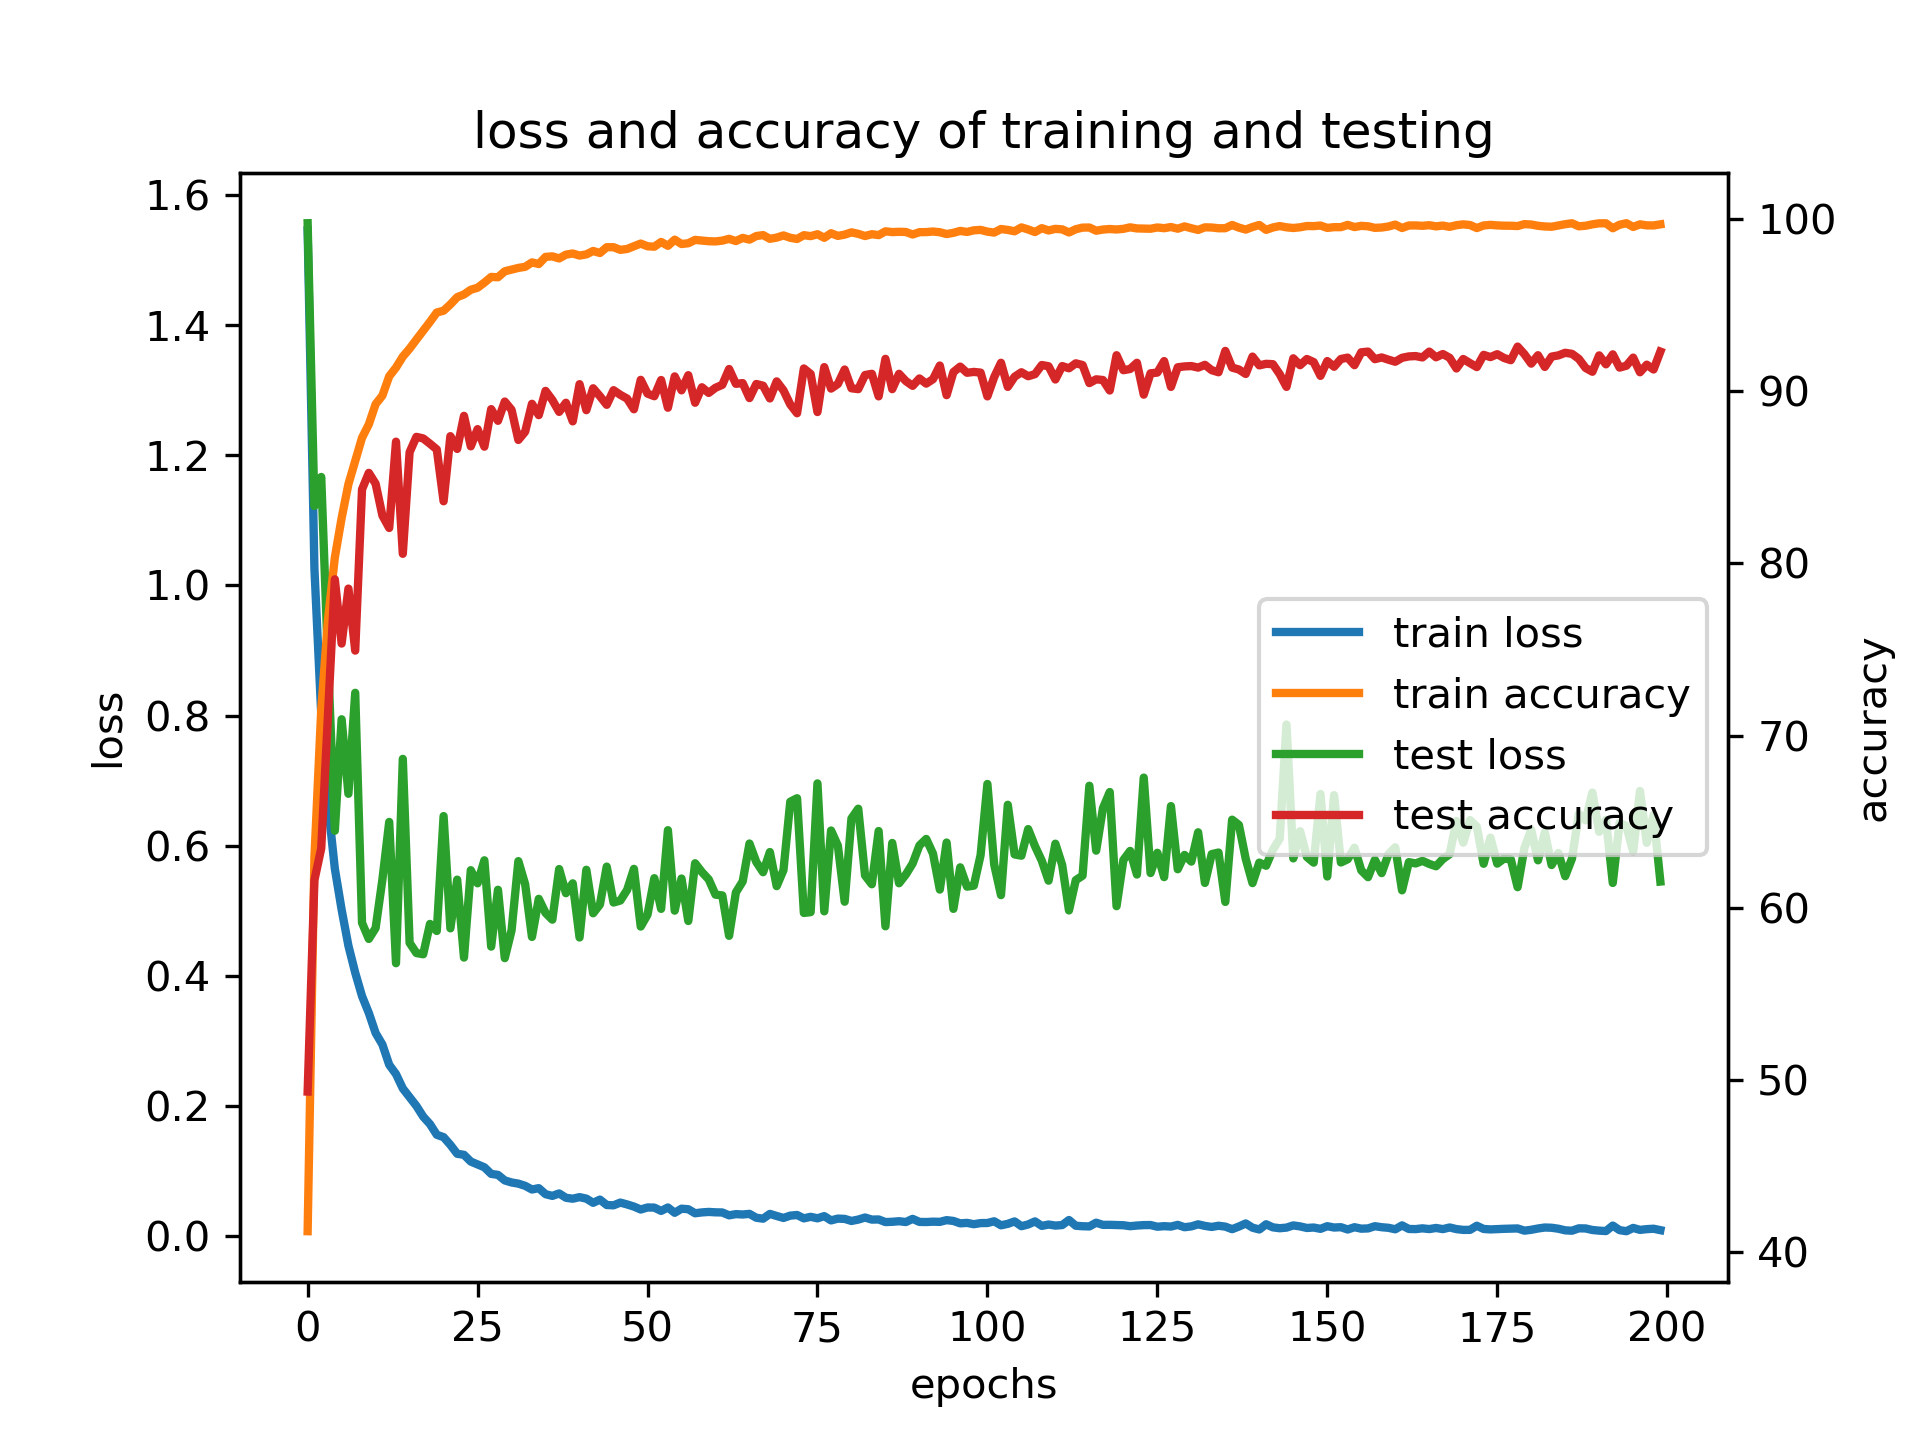 loss and accuracy of training and testing
1.6
1.4
1.2
1.0
0.8
0.6
0.4
0.2
0.0
loss
100
90
80
70
60
50
40
accuracy
train loss
train accuracy
test loss
test accuracy
0 25 50 75 100 125 150 175 200
epochs